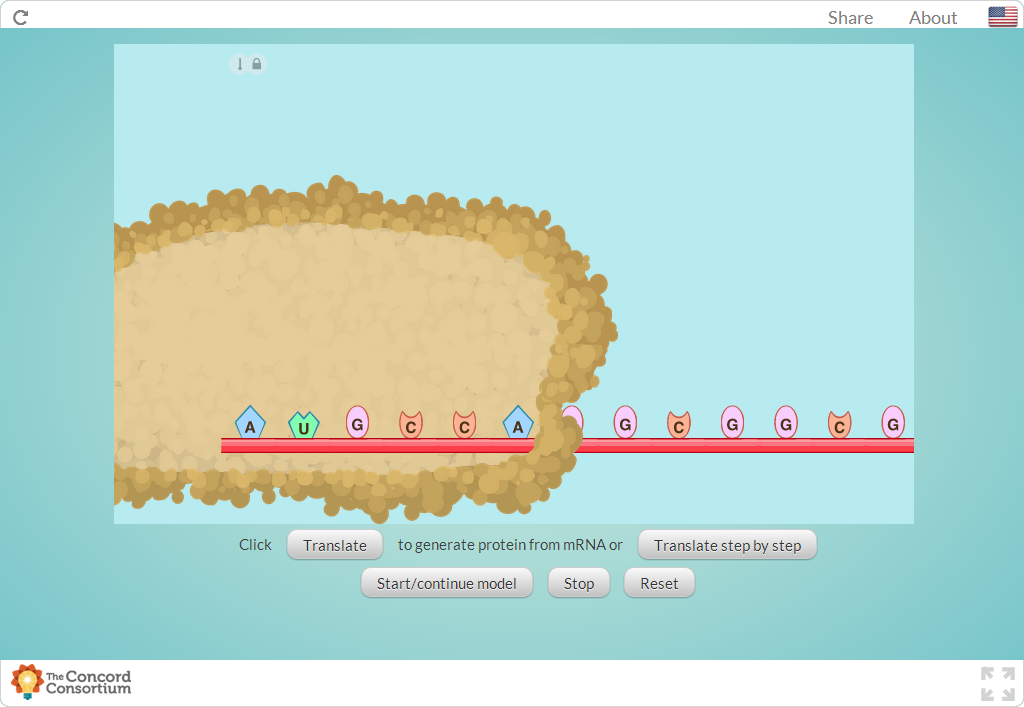 Share About
A U G C C A G C G G C G
Click Translate to generate protein from mRNA or Translate step by step
Start/continue model Stop Reset
The Concord
Consortium